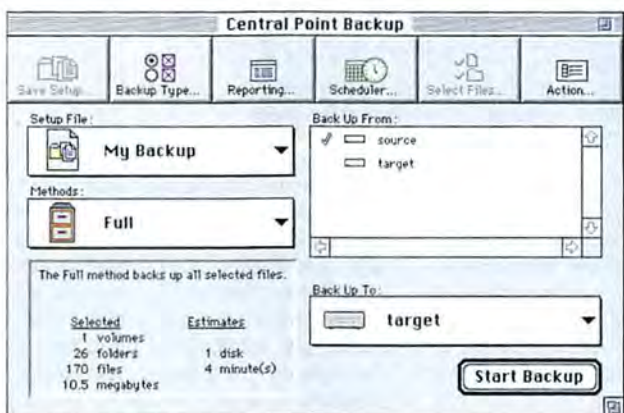 Central Point Backup
Save Setup... Backup Type... Reporting... Scheduler... Select Files... Action...
Setup File:
My Backup
Methods:
Full
The Full method backs up all selected files.
Selected Estimates
1 volumes
26 folders 1 disk
170 files 4 minute(s)
10.5 megabytes
Back Up From:
source
target
Back Up To:
target
Start Backup